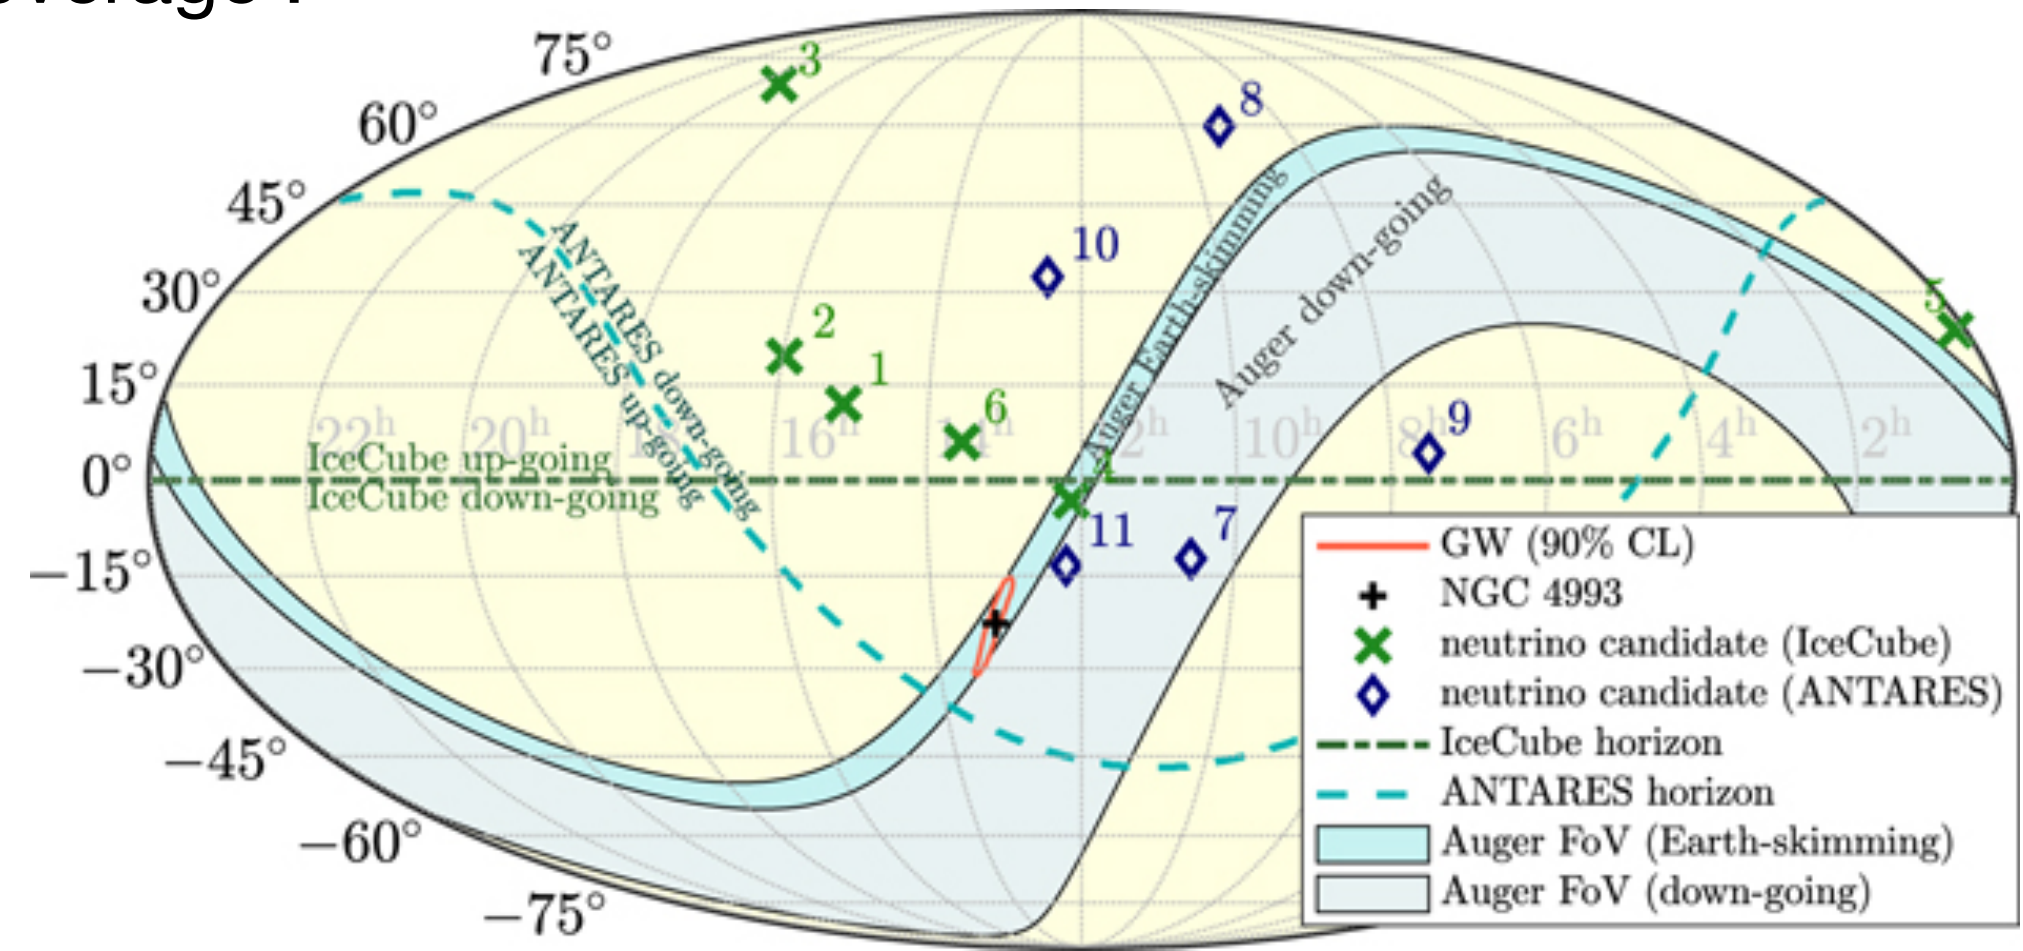 75°
3
8
60°
45°
10
30°
5
2
1
15°
6
9
22ʰ
20ʰ
16ʰ
10ʰ
8ʰ
6ʰ
4ʰ
2ʰ
ANTARES down-going
ANTARES up-going
Auger Earth-skimming
Auger down-going
IceCube up-going
0°
IceCube down-going
11
7
−15°
−30°
−45°
−60°
−75°
GW (90% CL)
NGC 4993
neutrino candidate (IceCube)
neutrino candidate (ANTARES)
IceCube horizon
ANTARES horizon
Auger FoV (Earth-skimming)
Auger FoV (down-going)